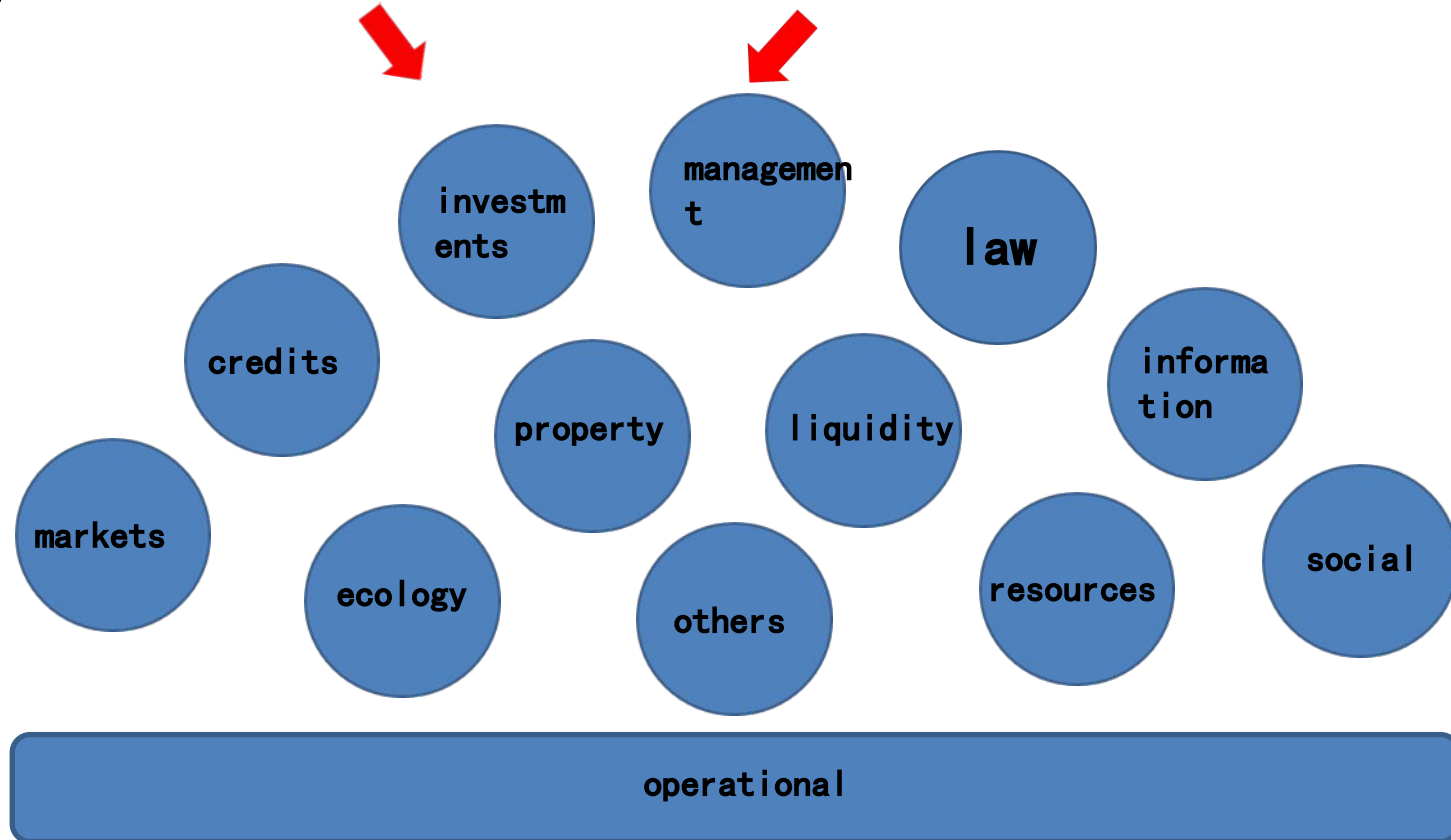 managemen
t
investm
ents
law
credits
informa
tion
property
liquidity
markets
social
ecology
resources
others
operational